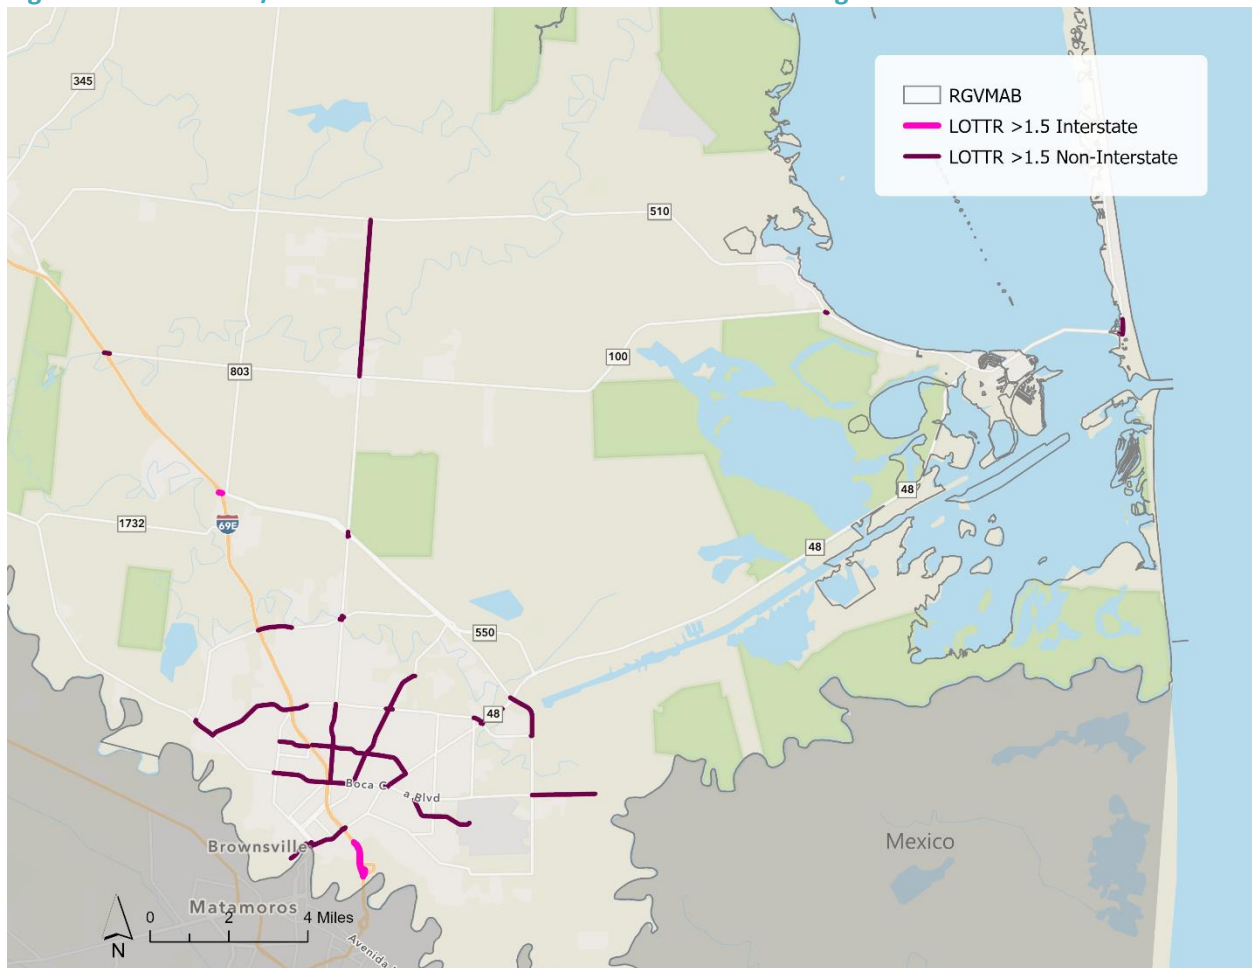 345
RGVMAB
LOTTR >1.5 Interstate
LOTTR >1.5 Non-Interstate
510
100
803
48
1732
69E
48
550
48
Boca C
a Blvd
Brownsville
Mexico
Matamoros
0 2 4 Miles
N
Avenida